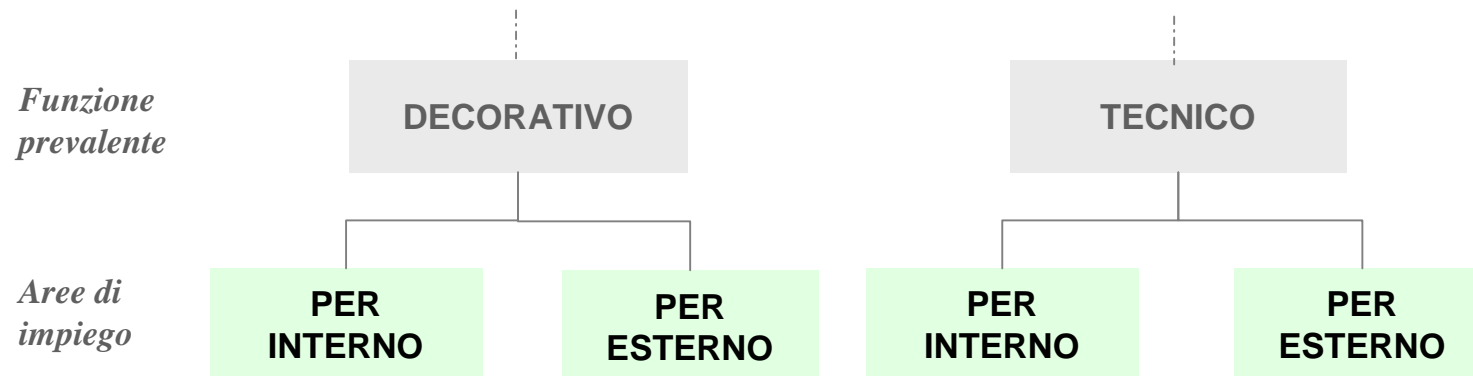 Funzione
prevalente
DECORATIVO
TECNICO
Aree di
impiego
PER
INTERNO
PER
ESTERNO
PER
INTERNO
PER
ESTERNO